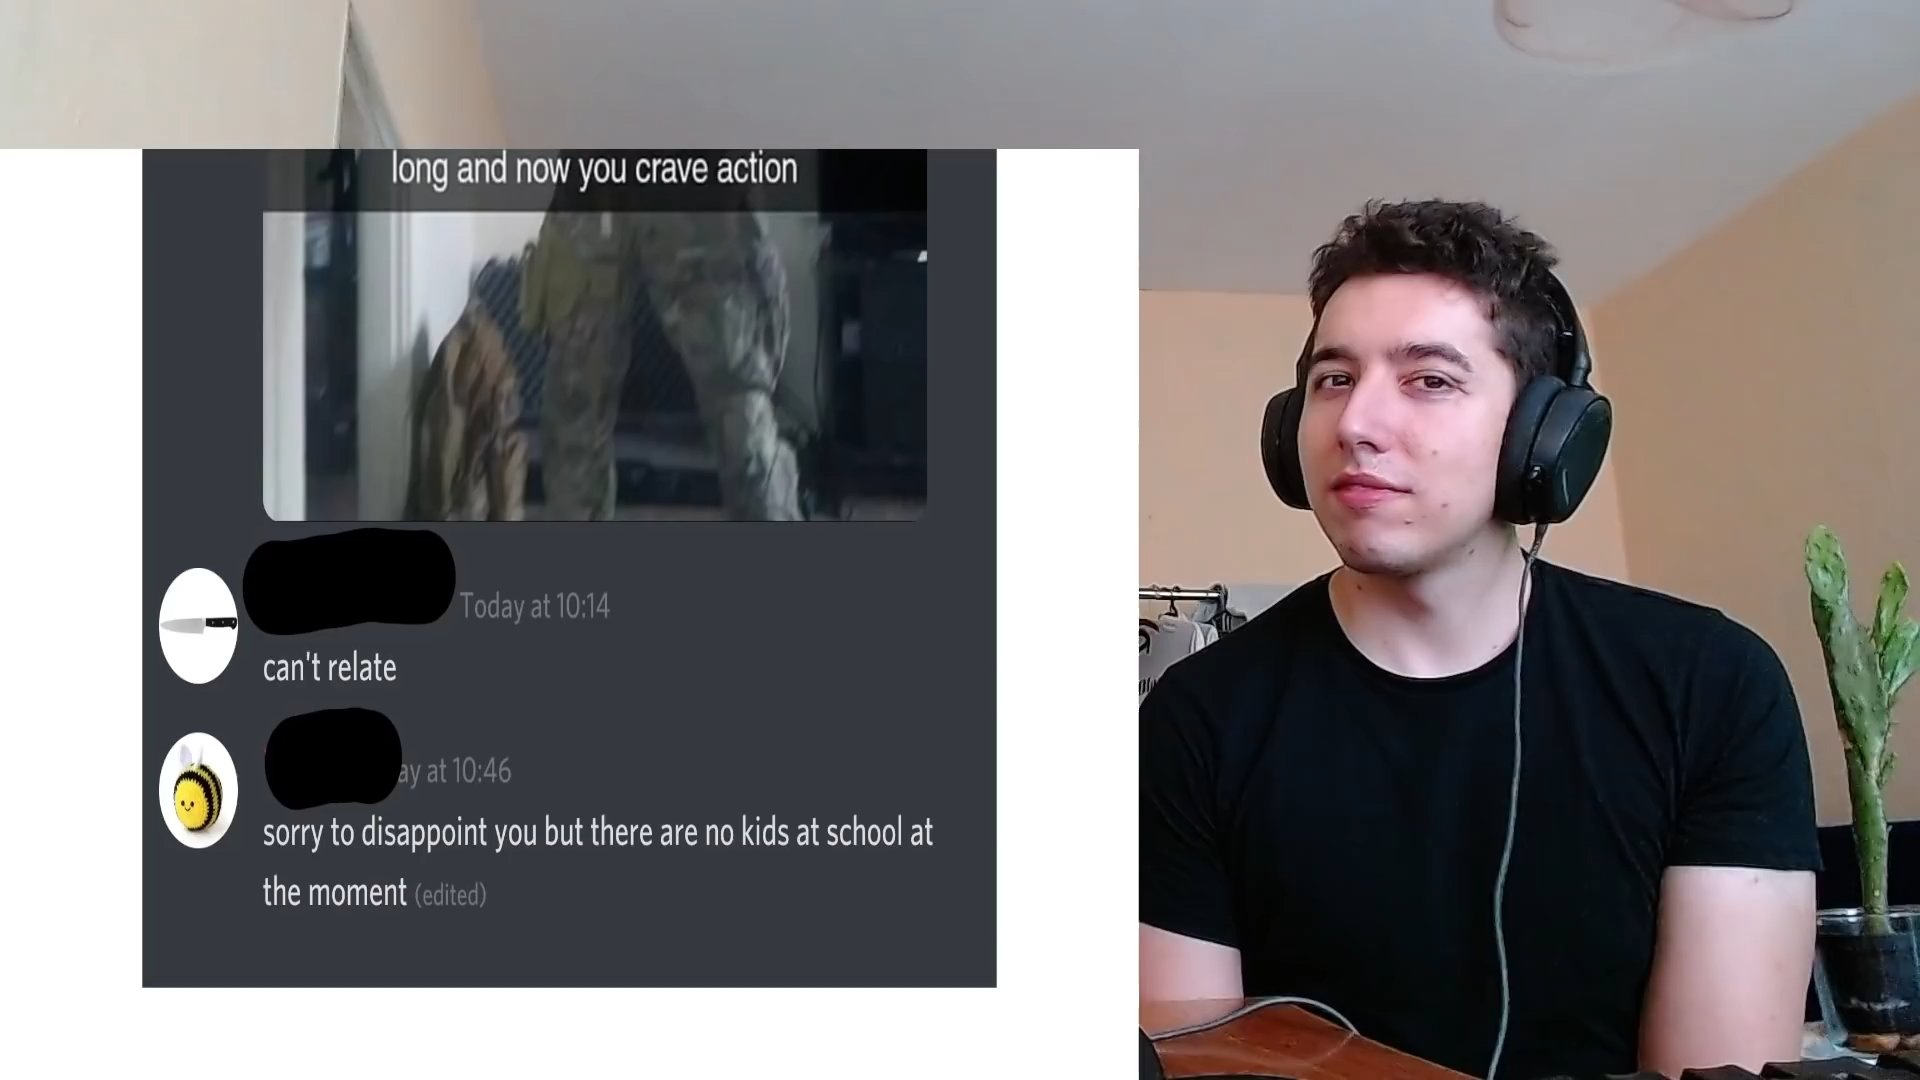 long and now you crave action
Today at 10:14
can't relate
ay at 10:46
sorry to disappoint you but there are no kids at school at
the moment (edited)